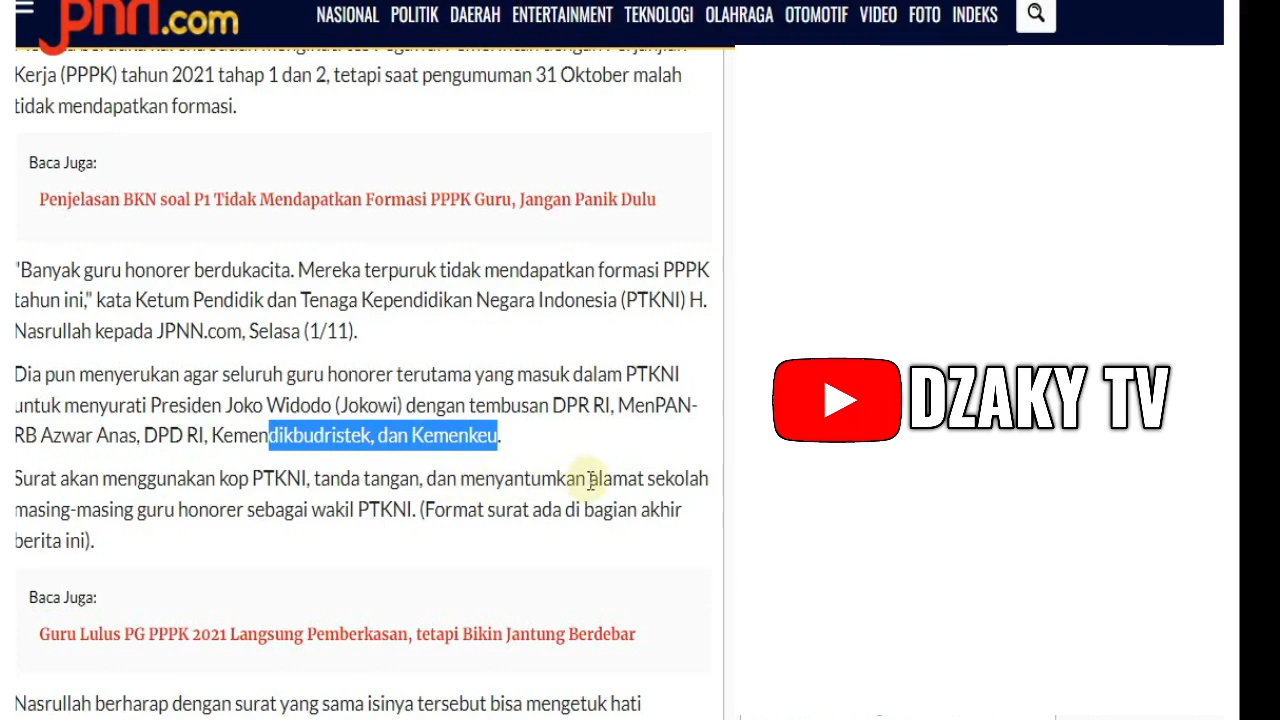 JPNN.com
NASIONAL POLITIK DAERAH ENTERTAINMENT TEKNOLOGI OLAHRAGA OTOMOTIF VIDEO FOTO INDEKS
Kerja (PPPK) tahun 2021 tahap 1 dan 2, tetapi saat pengumuman 31 Oktober malah
tidak mendapatkan formasi.
Baca Juga:
Penjelasan BKN soal P1 Tidak Mendapatkan Formasi PPPK Guru, Jangan Panik Dulu
"Banyak guru honorer berdukacita. Mereka terpuruk tidak mendapatkan formasi PPPK
tahun ini," kata Ketum Pendidik dan Tenaga Kependidikan Negara Indonesia (PTKNI) H.
Nasrullah kepada JPNN.com, Selasa (1/11).
Dia pun menyerukan agar seluruh guru honorer terutama yang masuk dalam PTKNI
untuk menyurati Presiden Joko Widodo (Jokowi) dengan tembusan DPR RI, MenPAN-
RB Azwar Anas, DPD RI, Kemendikbudristek, dan Kemenkeu.
Surat akan menggunakan kop PTKNI, tanda tangan, dan menyantumkan alamat sekolah
masing-masing guru honorer sebagai wakil PTKNI. (Format surat ada di bagian akhir
berita ini).
Baca Juga:
Guru Lulus PG PPPK 2021 Langsung Pemberkasan, tetapi Bikin Jantung Berdebar
Nasrullah berharap dengan surat yang sama isinya tersebut bisa mengetuk hati
DZAKY TV